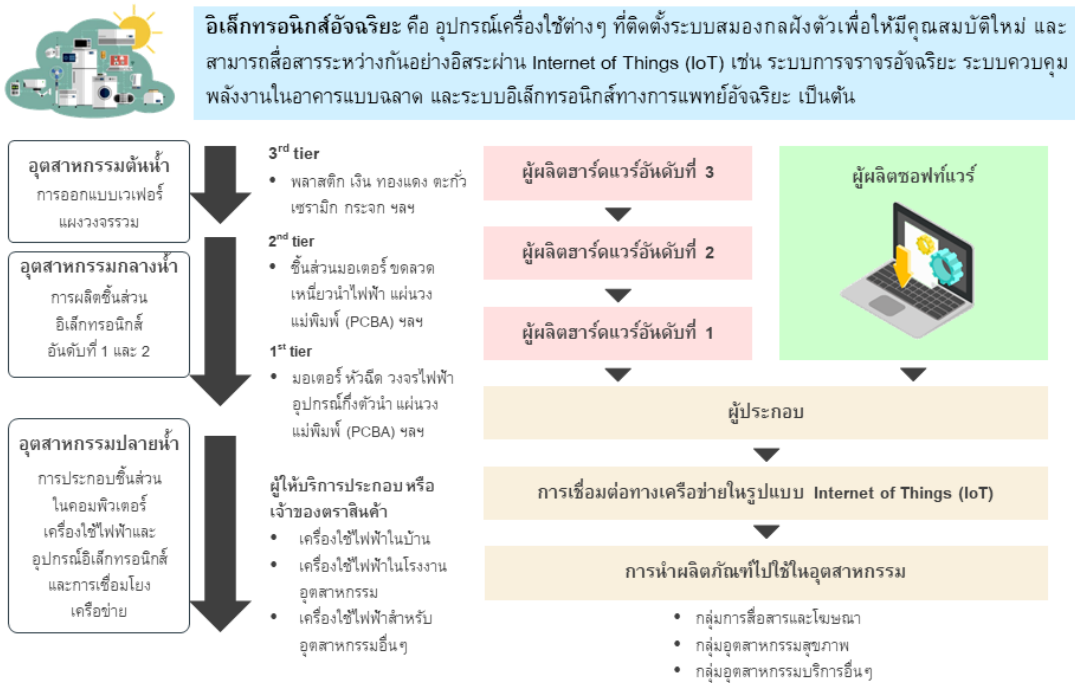 อิเล็กทรอนิกส์อัจฉริยะ คือ อุปกรณ์เครื่องใช้ต่างๆ ที่ติดตั้งระบบสมองกลฝังตัวเพื่อให้มีคุณสมบัติใหม่ และ
สามารถสื่อสารระหว่างกันอย่างอิสระผ่าน Internet of Things (IoT) เช่น ระบบการจราจรอัจฉริยะ ระบบควบคุม
พลังงานในอาคารแบบฉลาด และระบบอิเล็กทรอนิกส์ทางการแพทย์อัจฉริยะ เป็นต้น
อุตสาหกรรมต้นน้ำ
การออกแบบเวเฟอร์
แผงวงจรรวม
อุตสาหกรรมกลางน้ำ
การผลิตชิ้นส่วน
อิเล็กทรอนิกส์
อันดับที่ 1 และ 2
อุตสาหกรรมปลายน้ำ
การประกอบชิ้นส่วน
ในคอมพิวเตอร์
เครื่องใช้ไฟฟ้าและ
อุปกรณ์อิเล็กทรอนิกส์
และการเชื่อมโยง
เครือข่าย
3rd tier
• พลาสติก เงิน ทองแดง ตะกั่ว
เซรามิก กระจก ฯลฯ
2nd tier
• ชิ้นส่วนมอเตอร์ ขดลวด
เหนี่ยวนำไฟฟ้า แผ่นวง
แม่พิมพ์ (PCBA) ฯลฯ
1st tier
• มอเตอร์ หัวฉีด วงจรไฟฟ้า
อุปกรณ์กึ่งตัวนำ แผ่นวง
แม่พิมพ์ (PCBA) ฯลฯ
ผู้ให้บริการประกอบ หรือ
เจ้าของตราสินค้า
• เครื่องใช้ไฟฟ้าในบ้าน
• เครื่องใช้ไฟฟ้าในโรงงาน
อุตสาหกรรม
• เครื่องใช้ไฟฟ้าสำหรับ
อุตสาหกรรมอื่นๆ
ผู้ผลิตฮาร์ดแวร์อันดับที่ 3
ผู้ผลิตฮาร์ดแวร์อันดับที่ 2
ผู้ผลิตฮาร์ดแวร์อันดับที่ 1
ผู้ผลิตซอฟท์แวร์
ผู้ประกอบ
การเชื่อมต่อทางเครือข่ายในรูปแบบ Internet of Things (IoT)
การนำผลิตภัณฑ์ไปใช้ในอุตสาหกรรม
• กลุ่มการสื่อสารและโฆษณา
• กลุ่มอุตสาหกรรมสุขภาพ
• กลุ่มอุตสาหกรรมบริการอื่นๆ